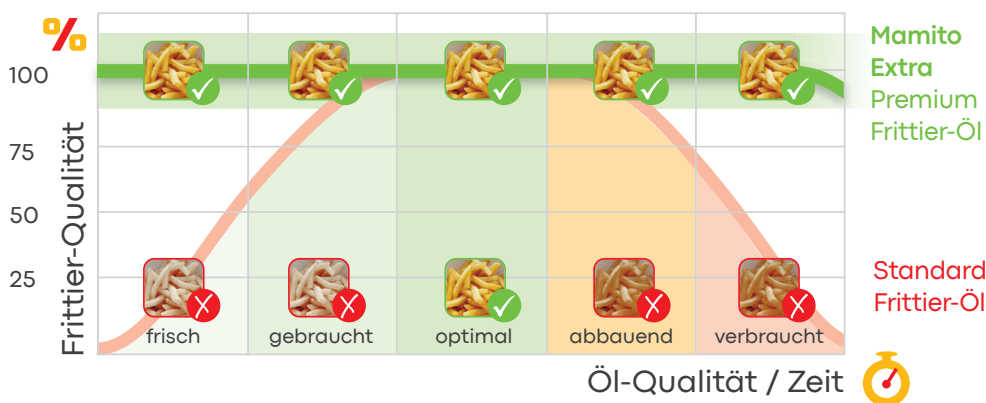 %
100
75
50
25
Frittier-Qualität
frisch
gebraucht
optimal
abbauend
verbraucht
Öl-Qualität / Zeit
Mamito
Extra
Premium
Frittier-Öl
Standard
Frittier-Öl